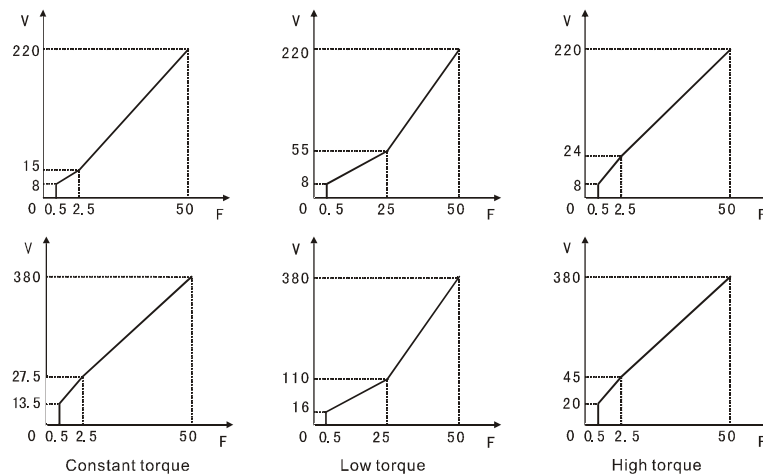 V V V
220 220 220
15 55 24
8 8 8
0 0.5 2.5 50 F 0 0.5 25 50 F 0 0.5 2.5 50 F
V V V
380 380 380
27.5 110 45
13.5 16 20
0 0.5 2.5 50 F 0 0.5 25 50 F 0 0.5 2.5 50 F
Constant torque Low torque High torque